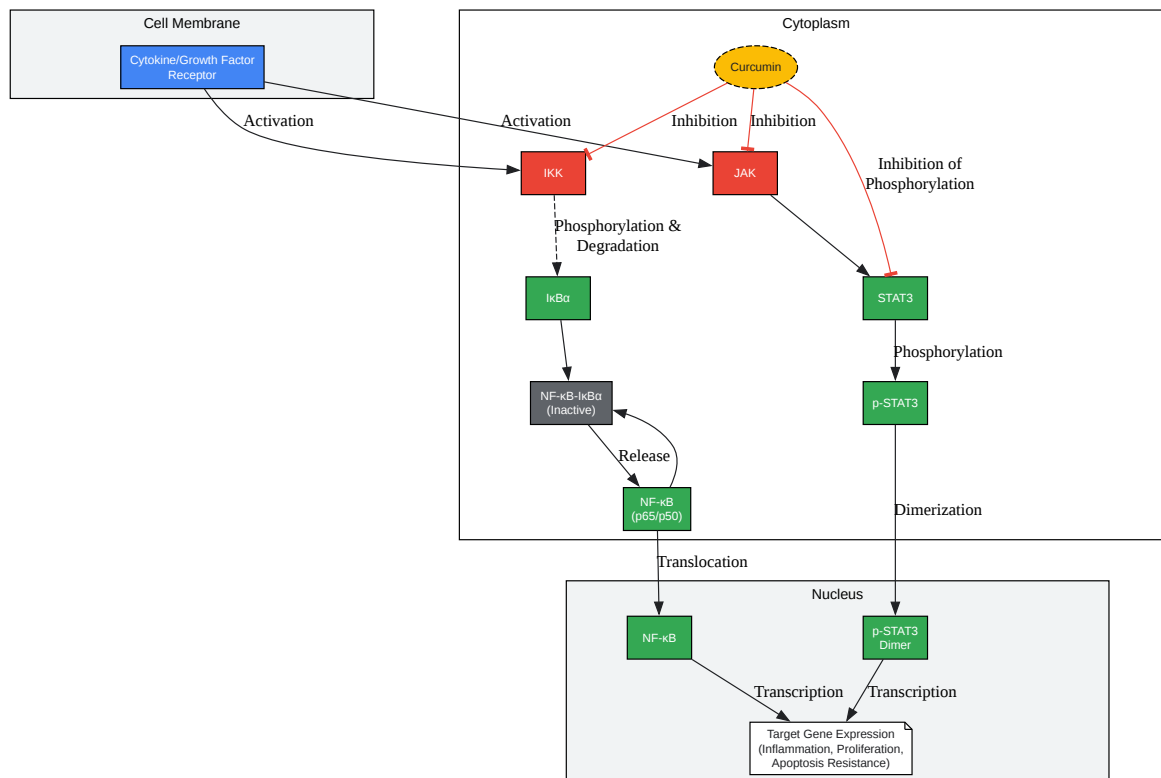 Cell Membrane
Cytoplasm
Cytokine/Growth Factor
Receptor
Curcumin
Activation
Activation
Inhibition
Inhibition
Inhibition of
Phosphorylation
IKK
JAK
Phosphorylation &
Degradation
IκBα
STAT3
Phosphorylation
NF-κB-IκBα
(Inactive)
p-STAT3
Release
NF-κB
(p65/p50)
Dimerization
Translocation
Nucleus
NF-κB
p-STAT3
Dimer
Transcription
Transcription
Target Gene Expression
(Inflammation, Proliferation,
Apoptosis Resistance)